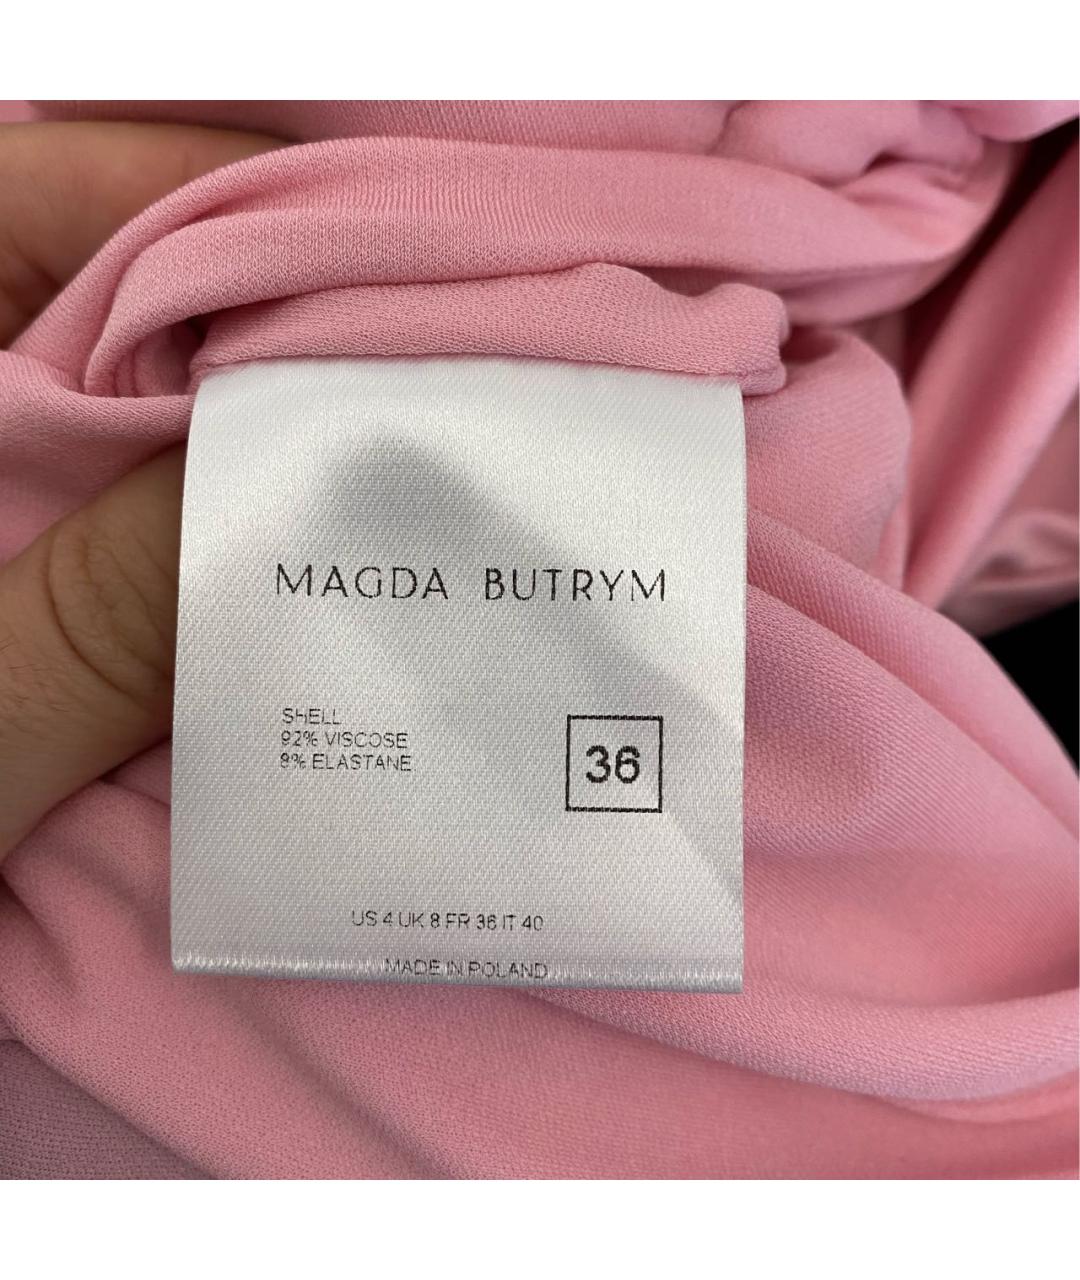 MAGDA BUTRYM
SHELL
92% VISCOSE
8% ELASTANE
36
US 4 UK 8 FR 36 IT 40
MADE IN POLAND